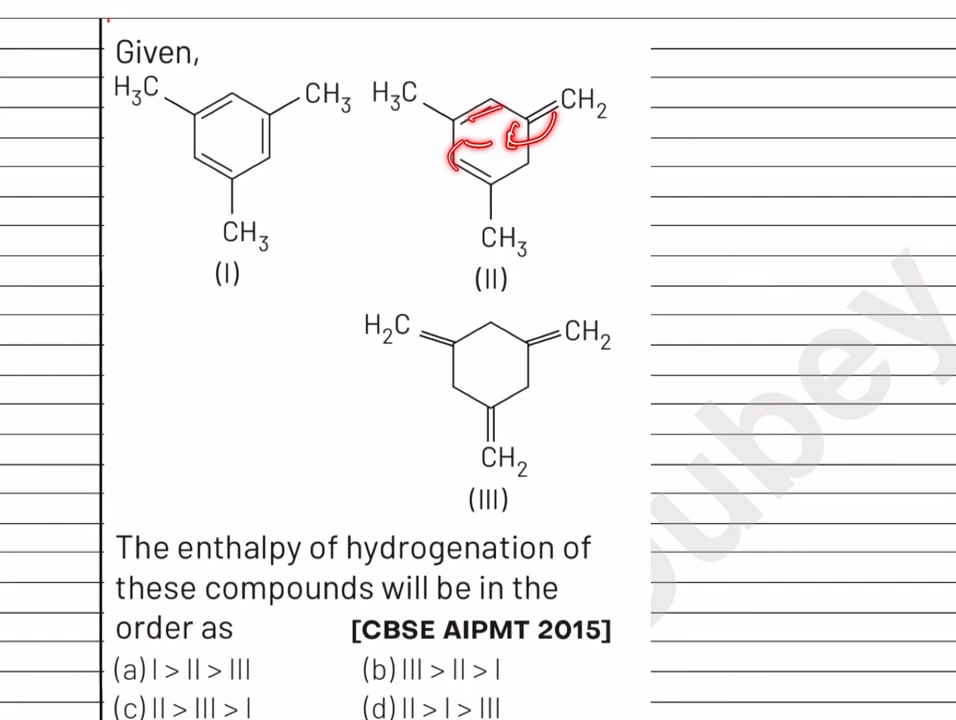 Given,
H₃C CH₃ H₃C CH₂
CH₃ CH₃
(I) (II)
H₂C CH₂
CH₂
(III)
The enthalpy of hydrogenation of
these compounds will be in the
order as [CBSE AIPMT 2015]
(a) I > II > III (b) III > II > I
(c) II > III > I (d) II > I > III
ubey